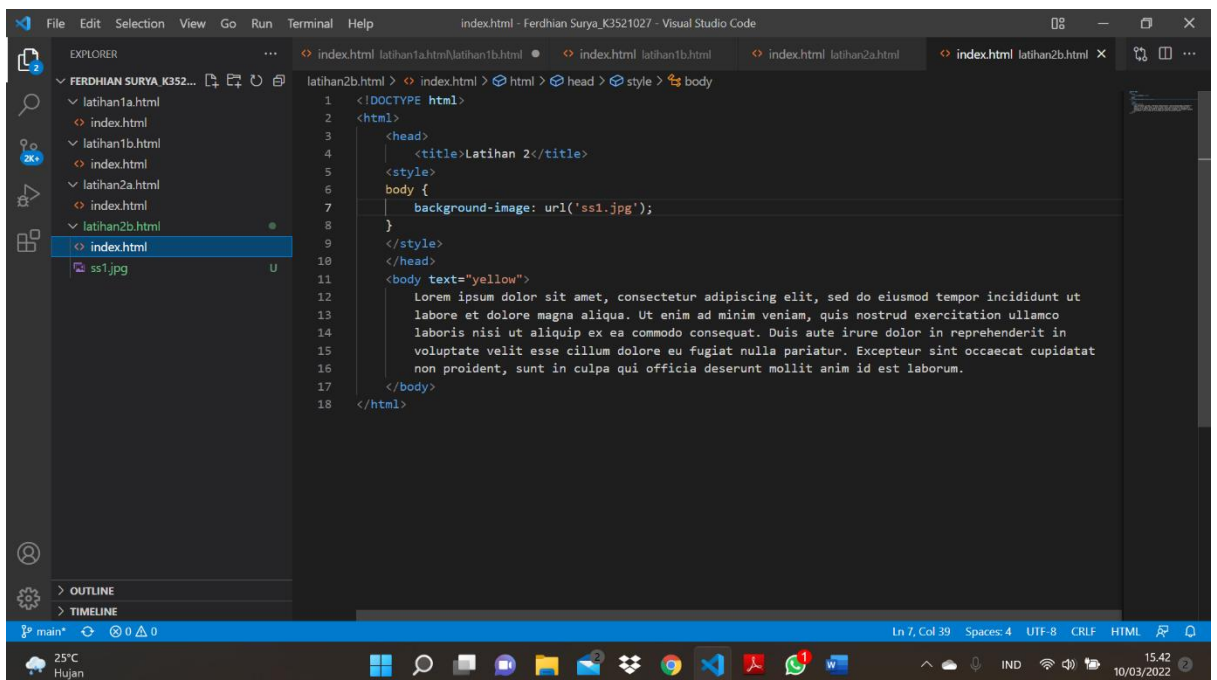 File Edit Selection View Go Run Terminal Help
index.html - Ferdhian Surya_K3521027 - Visual Studio Code
EXPLORER
index.html latihan1a.html\latihan1b.html
index.html latihan1b.html
index.html latihan2a.html
index.html latihan2b.html
FERDHIAN SURYA_K352...
latihan1a.html
index.html
latihan1b.html
index.html
latihan2a.html
index.html
latihan2b.html
index.html
ss1.jpg U
2
2K+
OUTLINE
TIMELINE
latihan2b.html > index.html > html > head > style > body
1 <!DOCTYPE html>
2 <html>
3 <head>
4 <title>Latihan 2</title>
5 <style>
6 body {
7 background-image: url('ss1.jpg');
8 }
9 </style>
10 </head>
11 <body text="yellow">
12 Lorem ipsum dolor sit amet, consectetur adipiscing elit, sed do eiusmod tempor incididunt ut
13 labore et dolore magna aliqua. Ut enim ad minim veniam, quis nostrud exercitation ullamco
14 laboris nisi ut aliquip ex ea commodo consequat. Duis aute irure dolor in reprehenderit in
15 voluptate velit esse cillum dolore eu fugiat nulla pariatur. Excepteur sint occaecat cupidatat
16 non proident, sunt in culpa qui officia deserunt mollit anim id est laborum.
17 </body>
18 </html>
main* 0 0
Ln 7, Col 39 Spaces: 4 UTF-8 CRLF HTML
25°C
Hujan
2
1
IND
15.42
10/03/2022
2